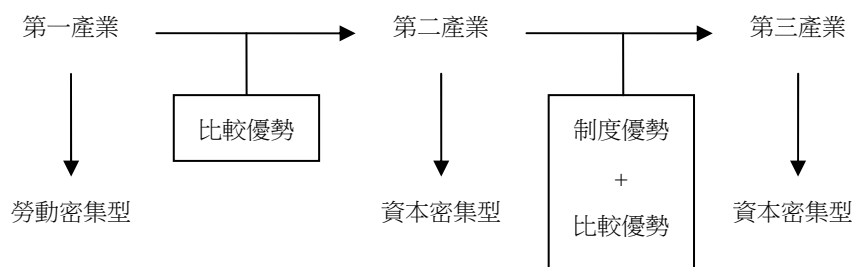 第一產業
第二產業
第三產業
比較優勢
制度優勢
+
比較優勢
勞動密集型
資本密集型
資本密集型